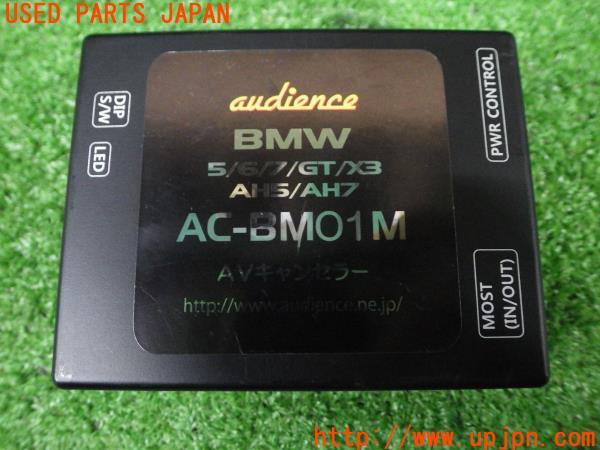 USED PARTS JAPAN
DIP S/W
LED
audience
BMW
5/6/7/GT/X3
AH5/AH7
AC-BM01M
AVキャンセラー
http://www.audience.ne.jp/
PWR CONTROL
MOST
(IN/OUT)
http://www.upjpn.com/